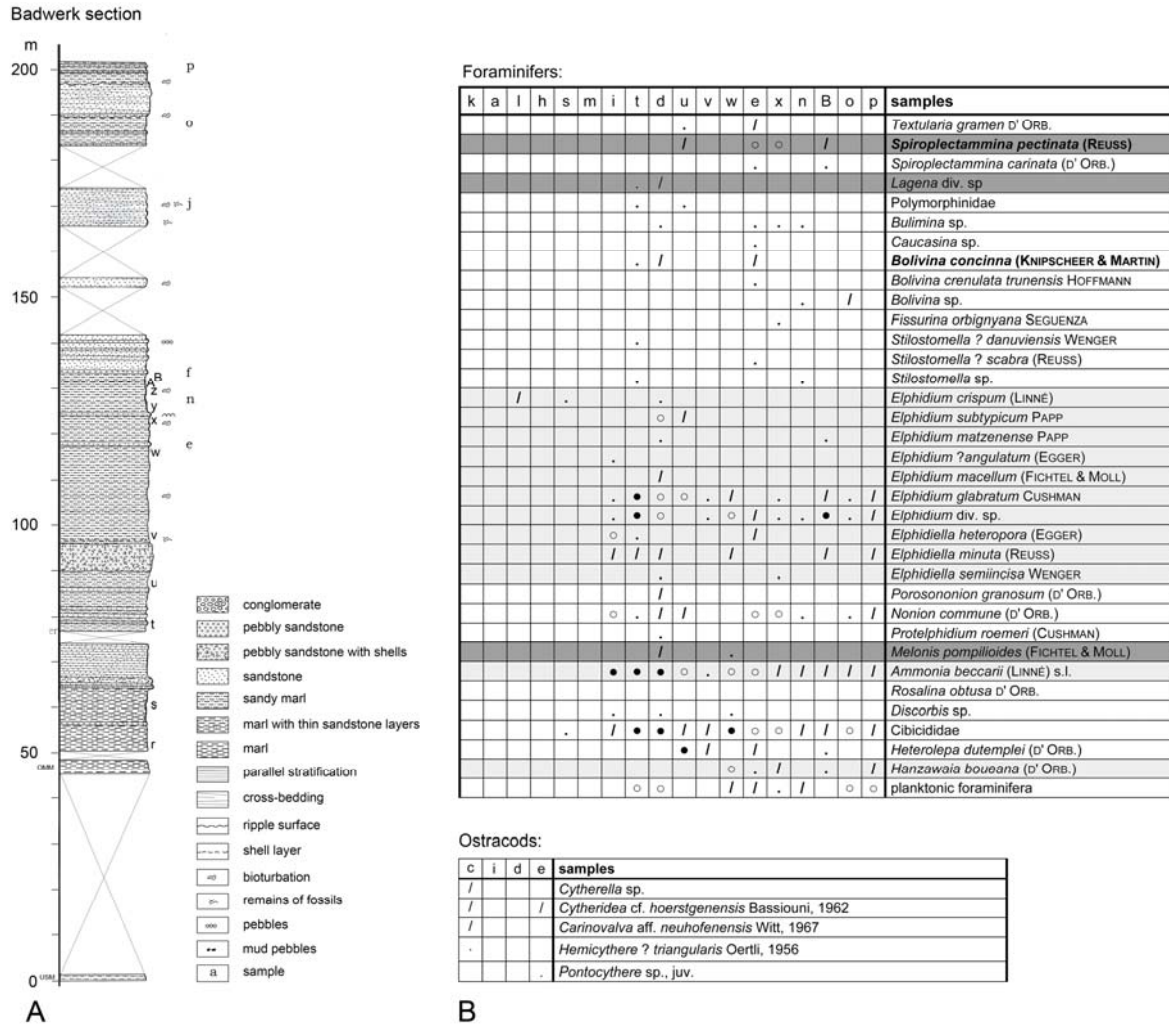 Badwerk section
m
200
p
o
j
150
f
B
A
z
n
y
x
e
w
100
v
u
t
s
r
50
OMM
0
USM
conglomerate
pebbly sandstone
pebbly sandstone with shells
sandstone
sandy marl
marl with thin sandstone layers
marl
parallel stratification
cross-bedding
ripple surface
shell layer
bioturbation
remains of fossils
pebbles
mud pebbles
a sample
A
Foraminifers:
k a l h s m i t d u v w e x n B o p samples
Textularia gramen D' ORB.
Spiroplectammina pectinata (REUSS)
Spiroplectammina carinata (D' ORB.)
Lagena div. sp
Polymorphinidae
Bulimina sp.
Caucasina sp.
Bolivina concinna (KNIPSCHEER & MARTIN)
Bolivina crenulata trunensis HOFFMANN
Bolivina sp.
Fissurina orbignyana SEGUENZA
Stilostomella ? danuviensis WENGER
Stilostomella ? scabra (REUSS)
Stilostomella sp.
Elphidium crispum (LINNÉ)
Elphidium subtypicum PAPP
Elphidium matzenense PAPP
Elphidium ?angulatum (EGGER)
Elphidium macellum (FICHTEL & MOLL)
Elphidium glabratum CUSHMAN
Elphidium div. sp.
Elphidiella heteropora (EGGER)
Elphidiella minuta (REUSS)
Elphidiella semiincisa WENGER
Porosononion granosum (D' ORB.)
Nonion commune (D' ORB.)
Protelphidium roemeri (CUSHMAN)
Melonis pompilioides (FICHTEL & MOLL)
Ammonia beccarii (LINNÉ) s.l.
Rosalina obtusa D' ORB.
Discorbis sp.
Cibicididae
Heterolepa dutemplei (D' ORB.)
Hanzawaia boueana (D' ORB.)
planktonic foraminifera
Ostracods:
c i d e samples
Cytherella sp.
Cytheridea cf. hoerstgenensis Bassiouni, 1962
Carinovalva aff. neuhofenensis Witt, 1967
Hemicythere ? triangularis Oertli, 1956
Pontocythere sp., juv.
B